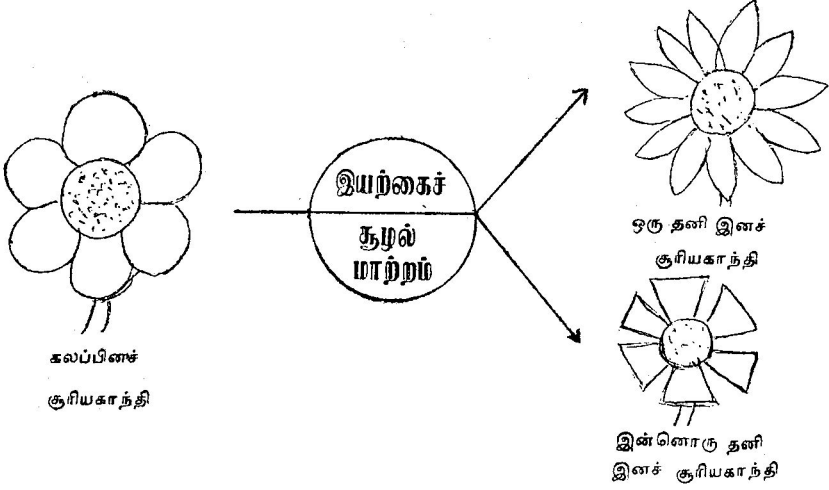 கலப்பினச்
சூரியகாந்தி
இயற்கைச்
சூழல்
மாற்றம்
ஒரு தனி இனச்
சூரியகாந்தி
இன்னொரு தனி
இனச் சூரியகாந்தி